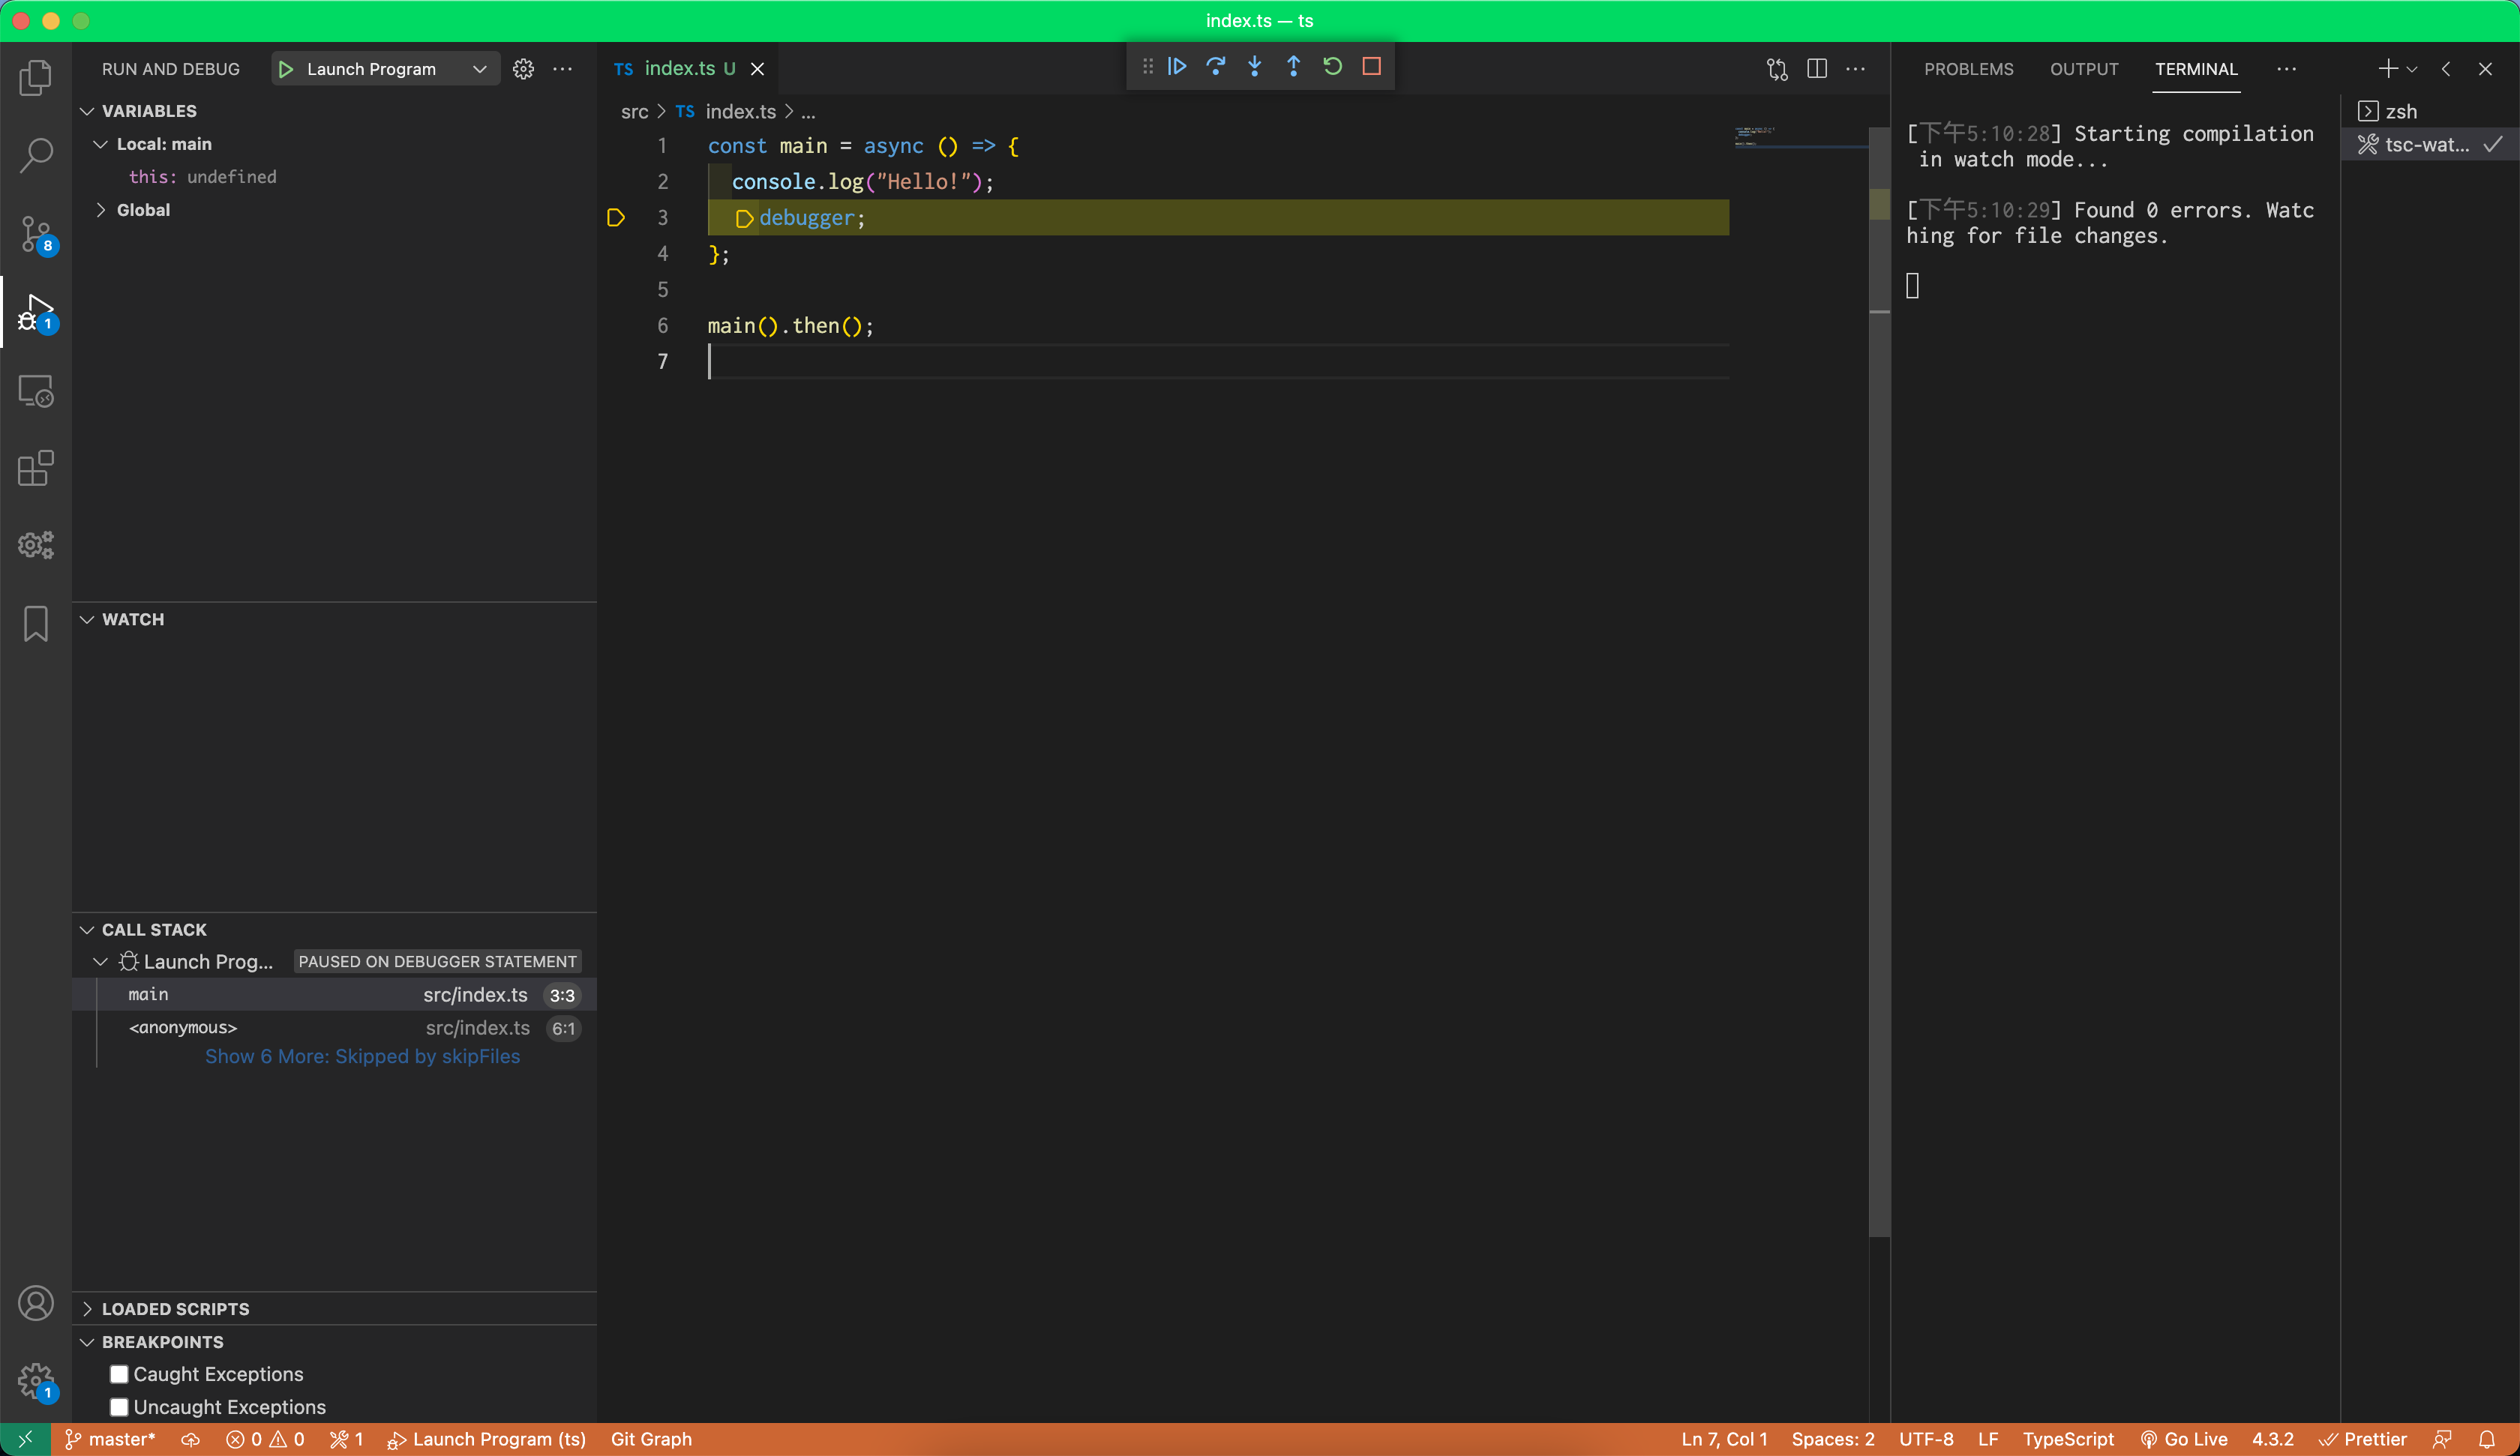 index.ts — ts
RUN AND DEBUG
Launch Program
VARIABLES
Local: main
this: undefined
Global
WATCH
CALL STACK
Launch Prog... PAUSED ON DEBUGGER STATEMENT
main src/index.ts 3:3
<anonymous> src/index.ts 6:1
Show 6 More: Skipped by skipFiles
LOADED SCRIPTS
BREAKPOINTS
Caught Exceptions
Uncaught Exceptions
8
1
1
TS index.ts U
src > TS index.ts > ...
1 const main = async () => {
2 console.log("Hello!");
3 debugger;
4 };
5
6 main().then();
7
PROBLEMS OUTPUT TERMINAL
[下午5:10:28] Starting compilation
in watch mode...
[下午5:10:29] Found 0 errors. Watc
hing for file changes.
zsh
tsc-wat...
master* 0 0 1 Launch Program (ts) Git Graph Ln 7, Col 1 Spaces: 2 UTF-8 LF TypeScript Go Live 4.3.2 Prettier